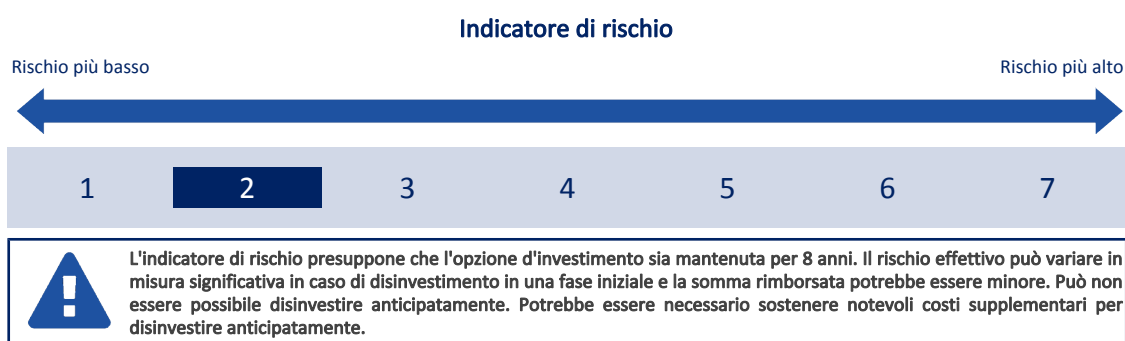 Indicatore di rischio
Rischio più basso
Rischio più alto
1 2 3 4 5 6 7
L'indicatore di rischio presuppone che l'opzione d'investimento sia mantenuta per 8 anni. Il rischio effettivo può variare in
misura significativa in caso di disinvestimento in una fase iniziale e la somma rimborsata potrebbe essere minore. Può non
essere possibile disinvestire anticipatamente. Potrebbe essere necessario sostenere notevoli costi supplementari per
disinvestire anticipatamente.